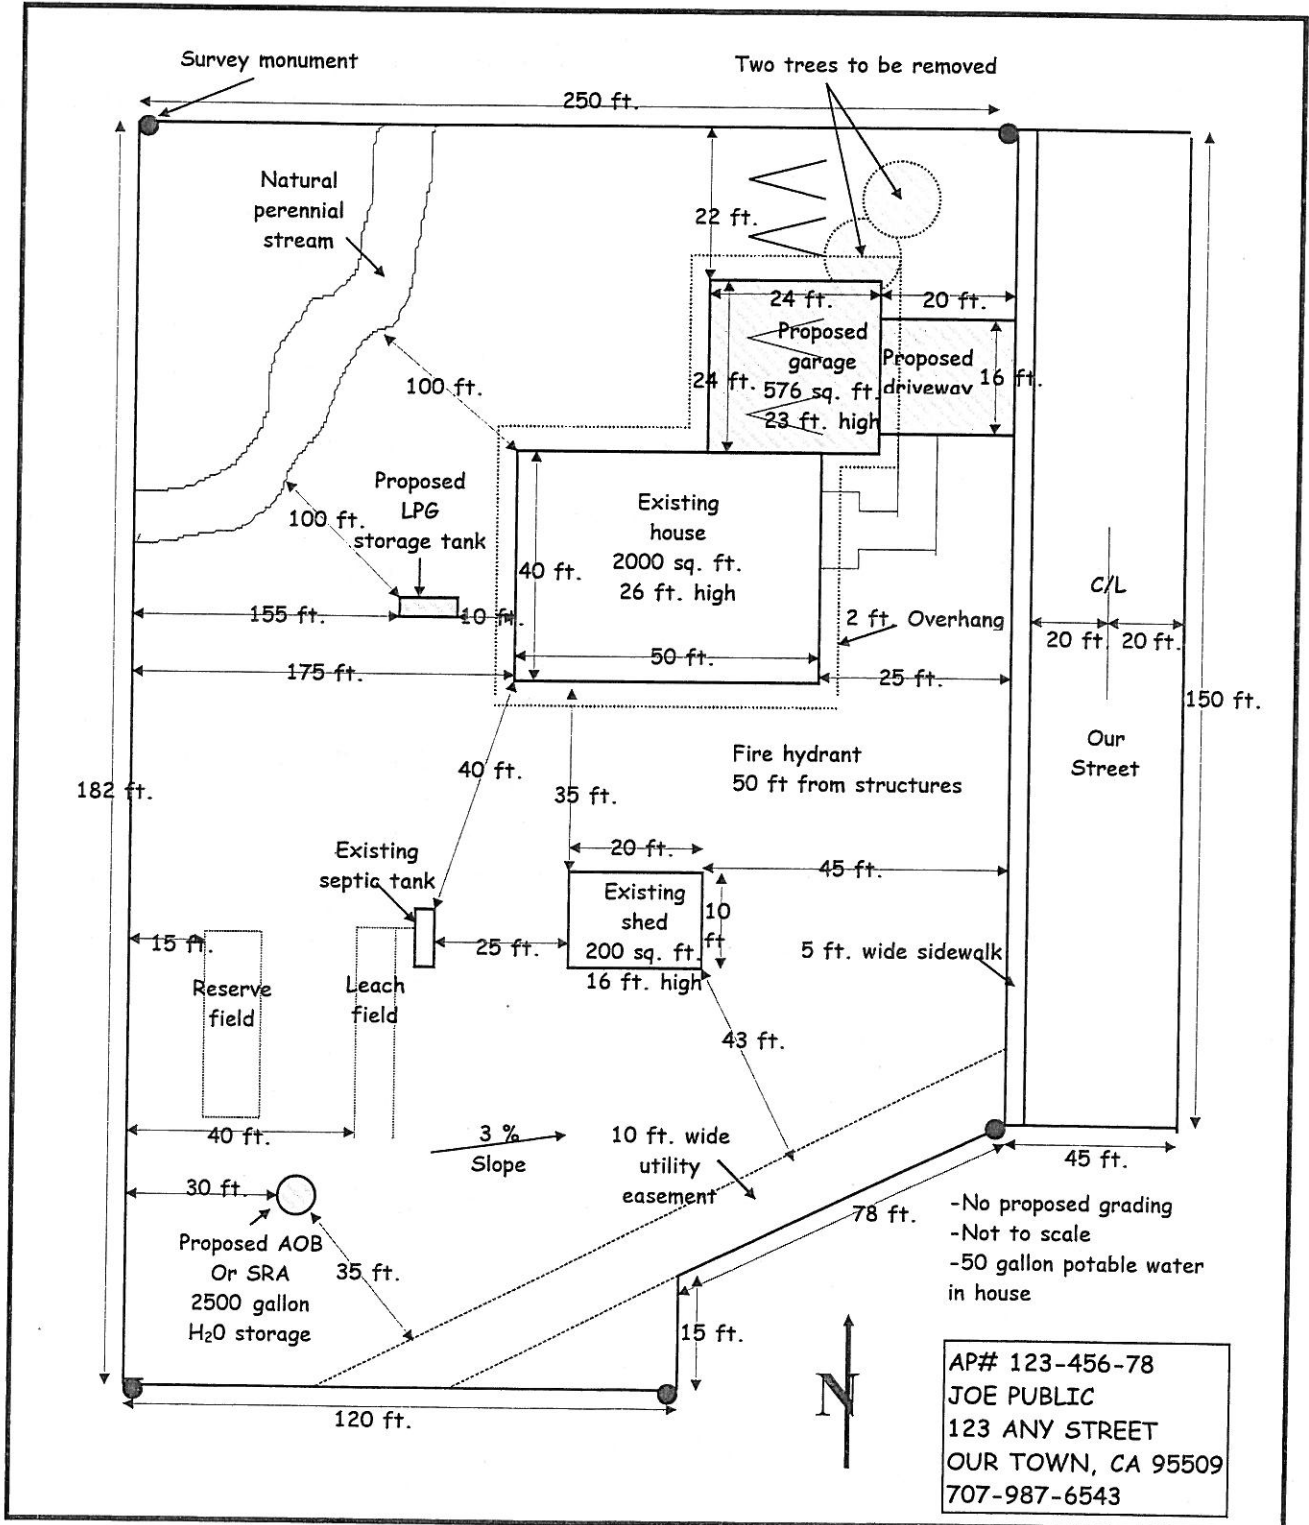 Survey monument
Two trees to be removed
250 ft.
Natural
perennial
stream
22 ft.
24 ft.
20 ft.
Proposed
garage
576 sq. ft.
23 ft. high
24 ft.
Proposed
driveway
16 ft.
100 ft.
Proposed
LPG
storage tank
100 ft.
Existing
house
2000 sq. ft.
26 ft. high
40 ft.
C/L
155 ft.
10 ft.
2 ft. Overhang
20 ft.
20 ft.
50 ft.
175 ft.
25 ft.
150 ft.
Our
Street
Fire hydrant
50 ft from structures
40 ft.
35 ft.
182 ft.
Existing
septic tank
20 ft.
45 ft.
Existing
shed
200 sq. ft.
16 ft. high
10
ft
15 ft.
25 ft.
5 ft. wide sidewalk
Reserve
field
Leach
field
43 ft.
40 ft.
3 %
Slope
10 ft. wide
utility
easement
45 ft.
30 ft.
78 ft.
-No proposed grading
-Not to scale
-50 gallon potable water
in house
Proposed AOB
Or SRA
2500 gallon
H2O storage
35 ft.
15 ft.
N
120 ft.
AP# 123-456-78
JOE PUBLIC
123 ANY STREET
OUR TOWN, CA 95509
707-987-6543